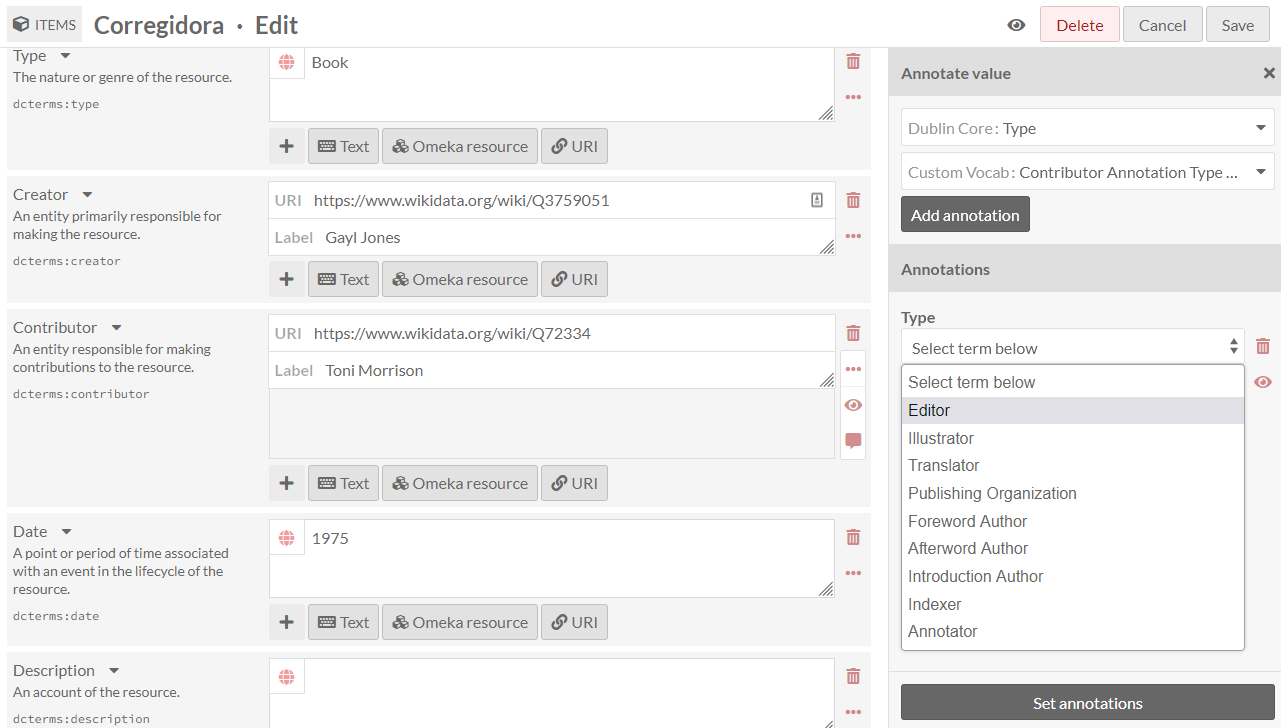 ITEMS Corregidora · Edit
Delete Cancel Save
Type
The nature or genre of the resource.
dcterms:type
Book
+ Text Omeka resource URI
Creator
An entity primarily responsible for
making the resource.
dcterms:creator
URI https://www.wikidata.org/wiki/Q3759051
Label Gayl Jones
+ Text Omeka resource URI
Contributor
An entity responsible for making
contributions to the resource.
dcterms:contributor
URI https://www.wikidata.org/wiki/Q72334
Label Toni Morrison
+ Text Omeka resource URI
Date
A point or period of time associated
with an event in the lifecycle of the
resource.
dcterms:date
1975
+ Text Omeka resource URI
Description
An account of the resource.
dcterms:description
Annotate value
Dublin Core: Type
Custom Vocab: Contributor Annotation Type ...
Add annotation
Annotations
Type
Select term below
Select term below
Editor
Illustrator
Translator
Publishing Organization
Foreword Author
Afterword Author
Introduction Author
Indexer
Annotator
Set annotations